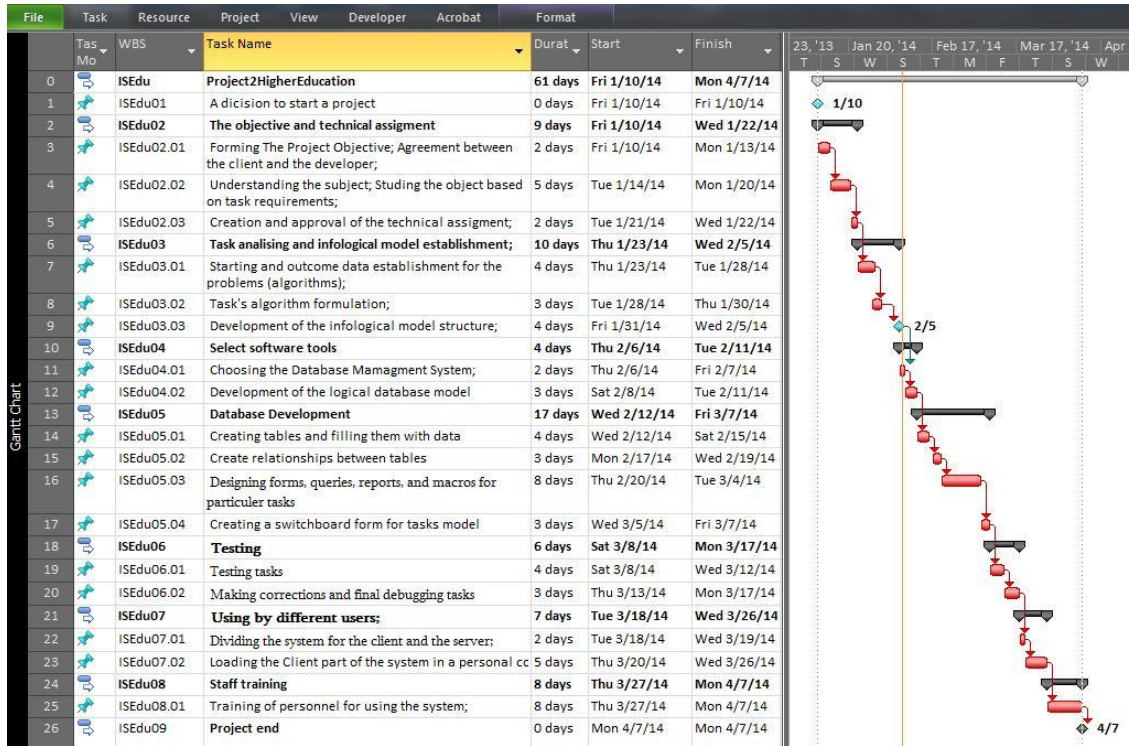 File Task Resource Project View Developer Acrobat Format
Tas Mo WBS Task Name Durat Start Finish 23, '13 Jan 20, '14 Feb 17, '14 Mar 17, '14 Apr
T S W S T M F T S W
0 ISEdu Project2HigherEducation 61 days Fri 1/10/14 Mon 4/7/14
1 ISEdu01 A dicision to start a project 0 days Fri 1/10/14 Fri 1/10/14 1/10
2 ISEdu02 The objective and technical assigment 9 days Fri 1/10/14 Wed 1/22/14
3 ISEdu02.01 Forming The Project Objective; Agreement between 2 days Fri 1/10/14 Mon 1/13/14
the client and the developer;
4 ISEdu02.02 Understanding the subject; Studing the object based 5 days Tue 1/14/14 Mon 1/20/14
on task requirements;
5 ISEdu02.03 Creation and approval of the technical assigment; 2 days Tue 1/21/14 Wed 1/22/14
6 ISEdu03 Task analising and infological model establishment; 10 days Thu 1/23/14 Wed 2/5/14
7 ISEdu03.01 Starting and outcome data establishment for the 4 days Thu 1/23/14 Tue 1/28/14
problems (algorithms);
8 ISEdu03.02 Task's algorithm formulation; 3 days Tue 1/28/14 Thu 1/30/14
9 ISEdu03.03 Development of the infological model structure; 4 days Fri 1/31/14 Wed 2/5/14 2/5
10 ISEdu04 Select software tools 4 days Thu 2/6/14 Tue 2/11/14
11 ISEdu04.01 Choosing the Database Managment System; 2 days Thu 2/6/14 Fri 2/7/14
12 ISEdu04.02 Development of the logical database model 3 days Sat 2/8/14 Tue 2/11/14
13 ISEdu05 Database Development 17 days Wed 2/12/14 Fri 3/7/14
14 ISEdu05.01 Creating tables and filling them with data 4 days Wed 2/12/14 Sat 2/15/14
15 ISEdu05.02 Create relationships between tables 3 days Mon 2/17/14 Wed 2/19/14
16 ISEdu05.03 Designing forms, queries, reports, and macros for 8 days Thu 2/20/14 Tue 3/4/14
particuler tasks
17 ISEdu05.04 Creating a switchboard form for tasks model 3 days Wed 3/5/14 Fri 3/7/14
18 ISEdu06 Testing 6 days Sat 3/8/14 Mon 3/17/14
19 ISEdu06.01 Testing tasks 4 days Sat 3/8/14 Wed 3/12/14
20 ISEdu06.02 Making corrections and final debugging tasks 3 days Thu 3/13/14 Mon 3/17/14
21 ISEdu07 Using by different users; 7 days Tue 3/18/14 Wed 3/26/14
22 ISEdu07.01 Dividing the system for the client and the server; 2 days Tue 3/18/14 Wed 3/19/14
23 ISEdu07.02 Loading the Client part of the system in a personal cc 5 days Thu 3/20/14 Wed 3/26/14
24 ISEdu08 Staff training 8 days Thu 3/27/14 Mon 4/7/14
25 ISEdu08.01 Training of personnel for using the system; 8 days Thu 3/27/14 Mon 4/7/14
26 ISEdu09 Project end 0 days Mon 4/7/14 Mon 4/7/14 4/7
Gantt Chart